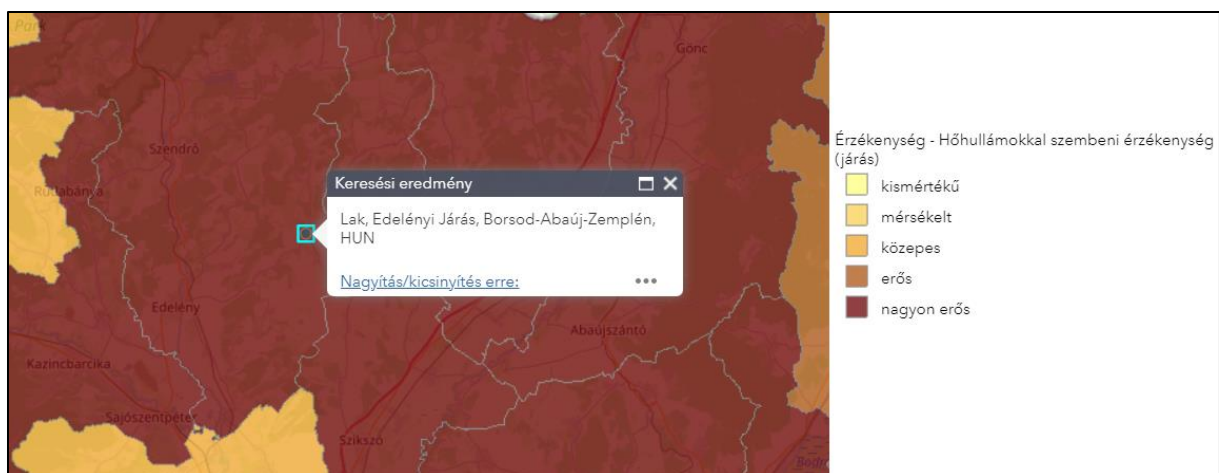 Park
Gönc
Szendrő
Rudabánya
Keresési eredmény
Lak, Edelényi Járás, Borsod-Abaúj-Zemplén,
HUN
Nagyítás/kicsinyítés erre:
Edelény
Abaújszántó
Kazincbarcika
Sajószentpéter
Szikszó
Érzékenység - Hőhullámokkal szembeni érzékenység
(járás)
kismértékű
mérsékelt
közepes
erős
nagyon erős